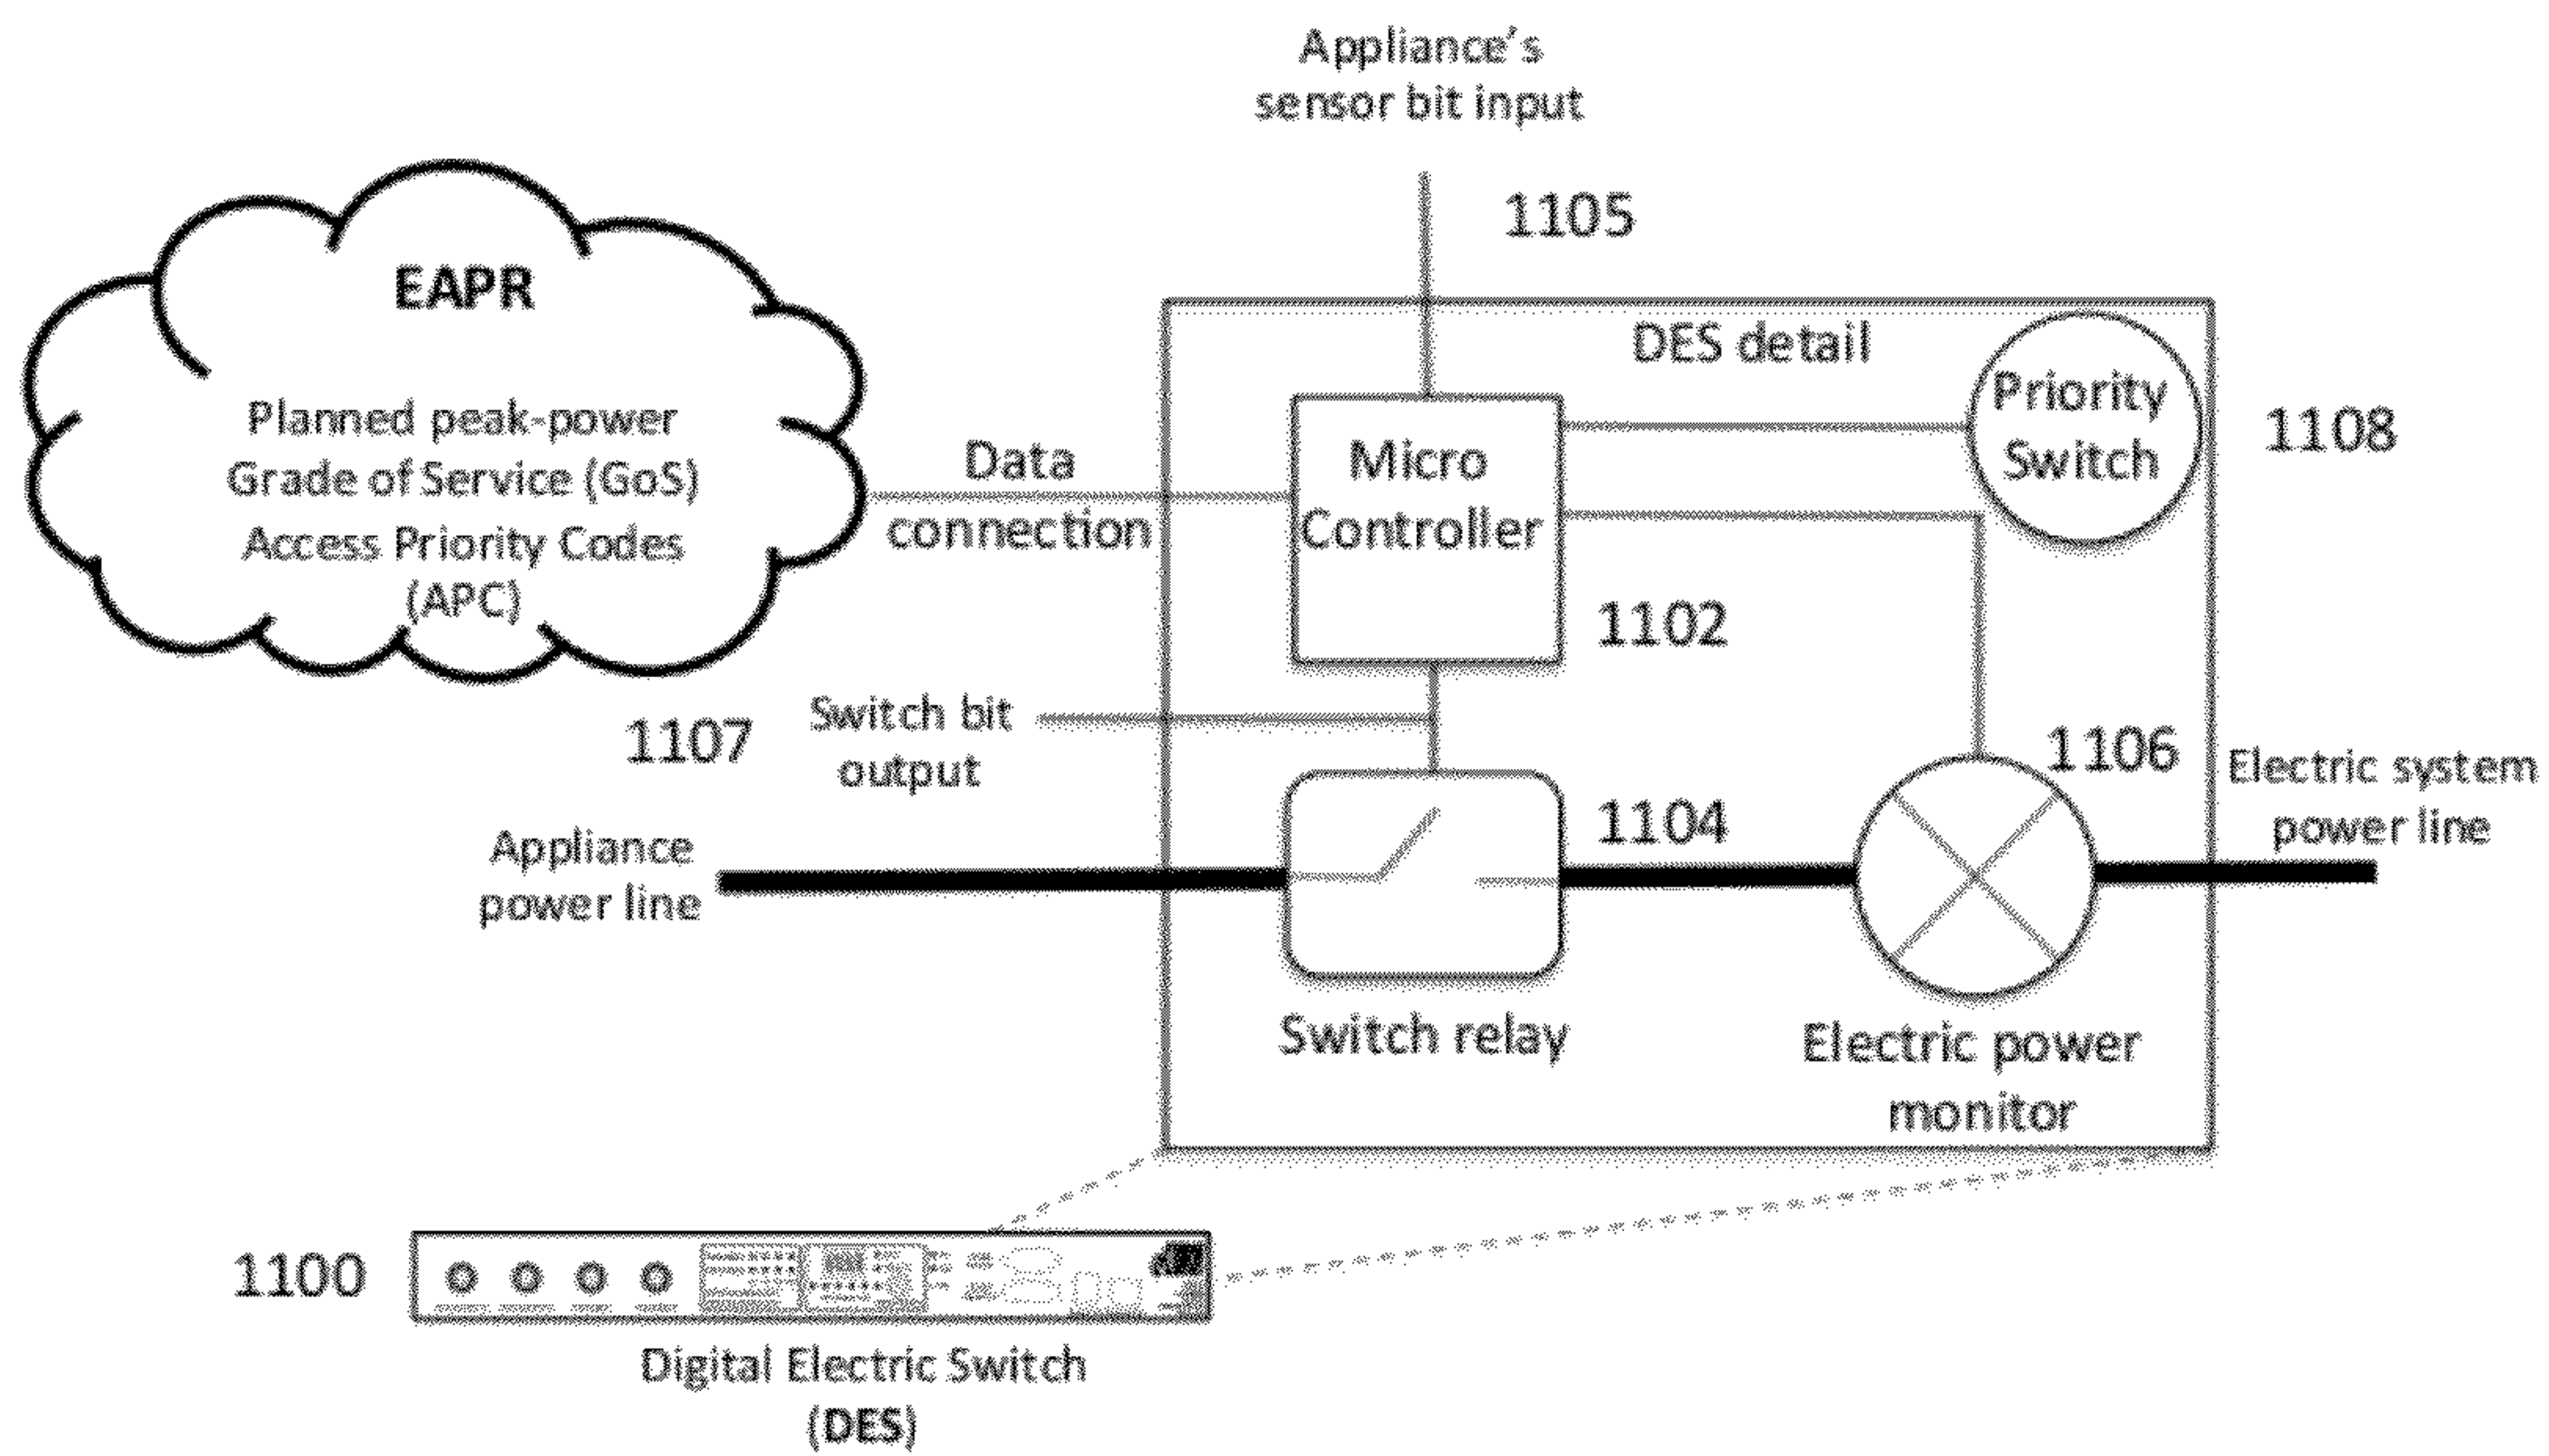 Appliance's
sensor bit input
1105
EAPR
Planned peak-power
Grade of Service (GoS)
Access Priority Codes
(APC)
1107
Data
connection
DES detail
Priority
Switch
1108
Micro
Controller
1102
Switch bit
output
1106
Electric system
power line
1104
Appliance
power line
Switch relay
Electric power
monitor
1100
Digital Electric Switch
(DES)